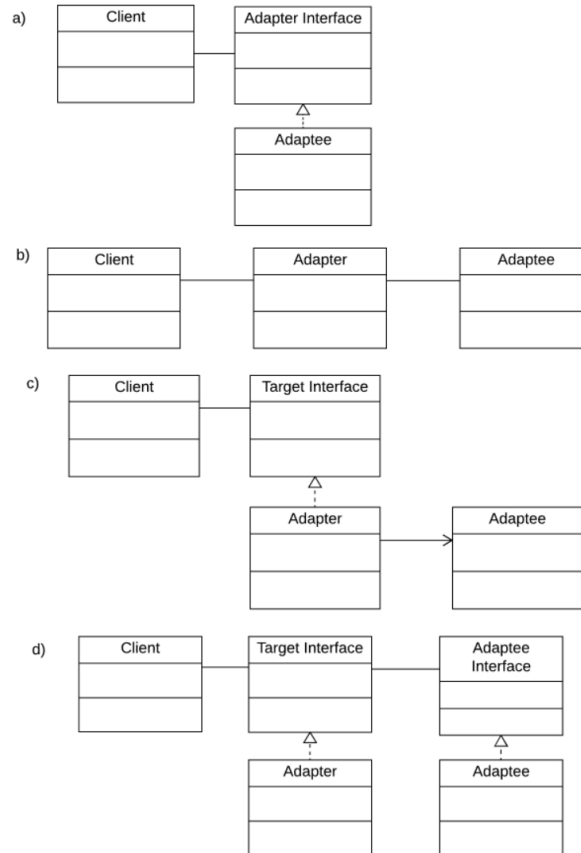 a)
Client
Adapter Interface
Adaptee
b)
Client
Adapter
Adaptee
c)
Client
Target Interface
Adapter
Adaptee
d)
Client
Target Interface
Adaptee
Interface
Adapter
Adaptee